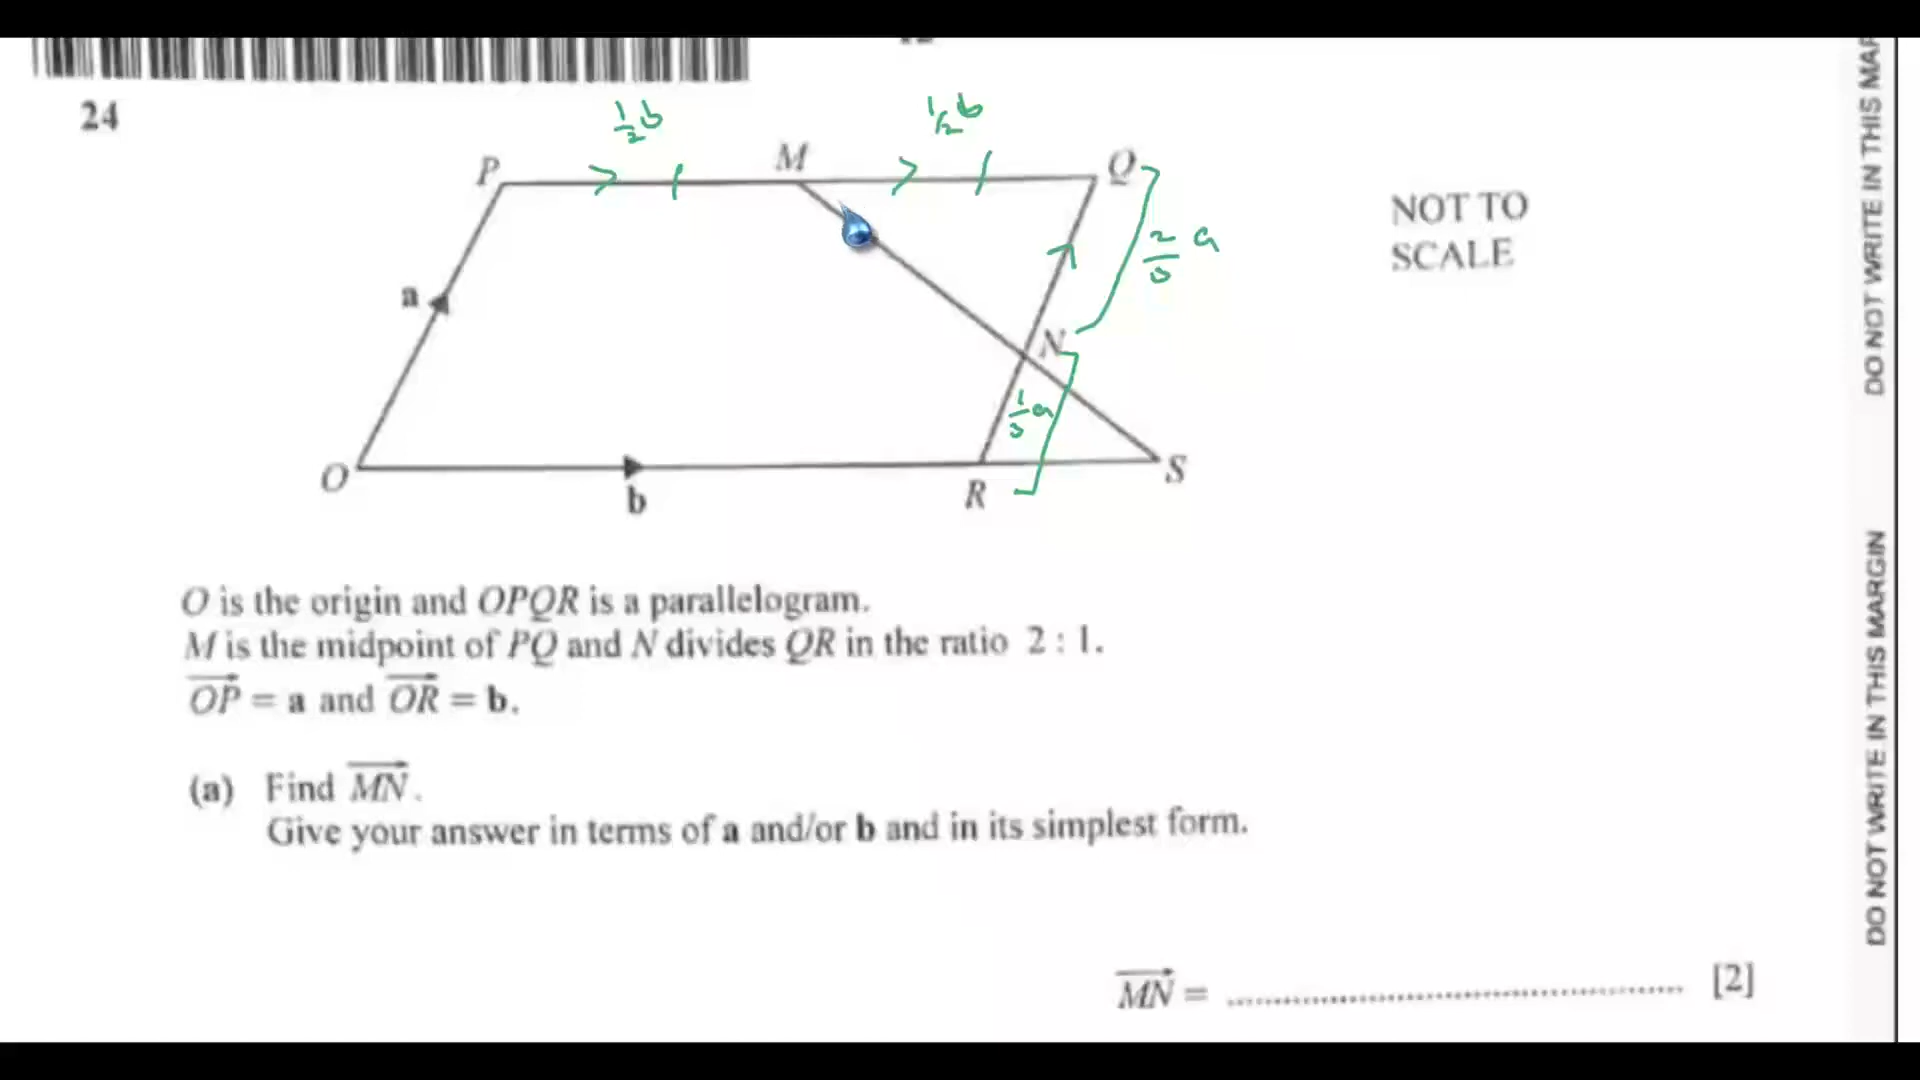 24
½b
½b
P
M
Q
NOT TO
SCALE
2/3 a
a
N
1/3 a
O
b
R
S
O is the origin and OPQR is a parallelogram.
M is the midpoint of PQ and N divides QR in the ratio 2 : 1.
OP = a and OR = b.
(a) Find MN.
Give your answer in terms of a and/or b and in its simplest form.
MN = ................................................ [2]
DO NOT WRITE IN THIS MAR
DO NOT WRITE IN THIS MARGIN